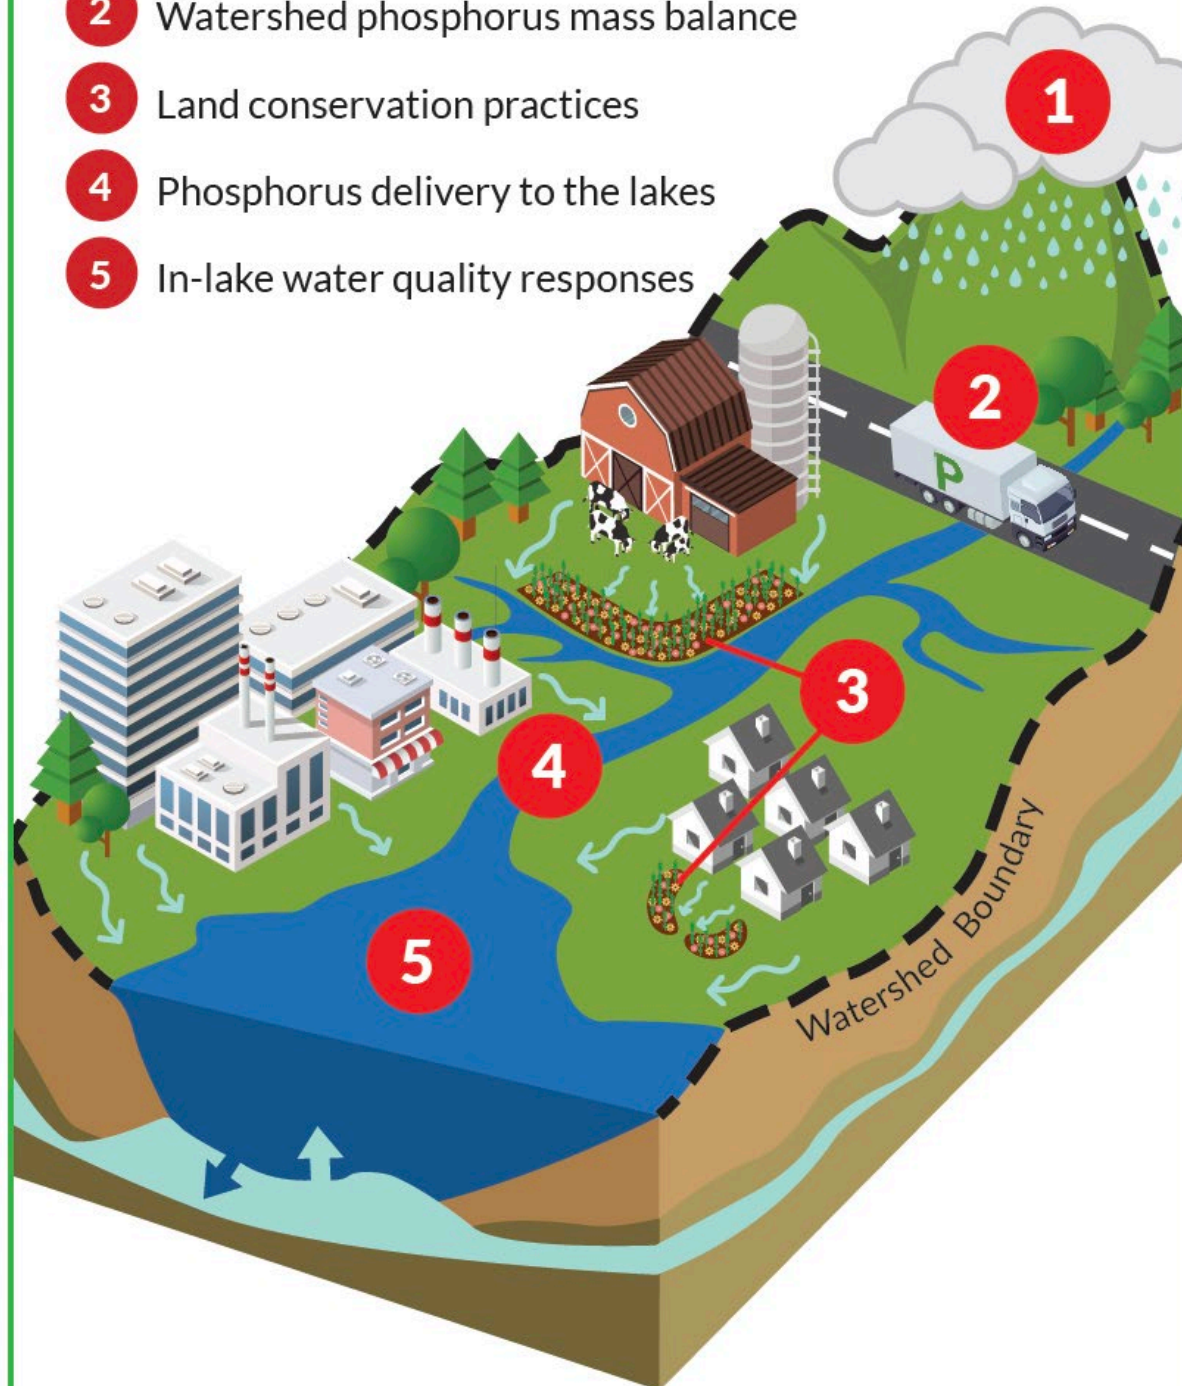 2 Watershed phosphorus mass balance
3 Land conservation practices
4 Phosphorus delivery to the lakes
5 In-lake water quality responses
1
2
P
3
4
5
Watershed Boundary